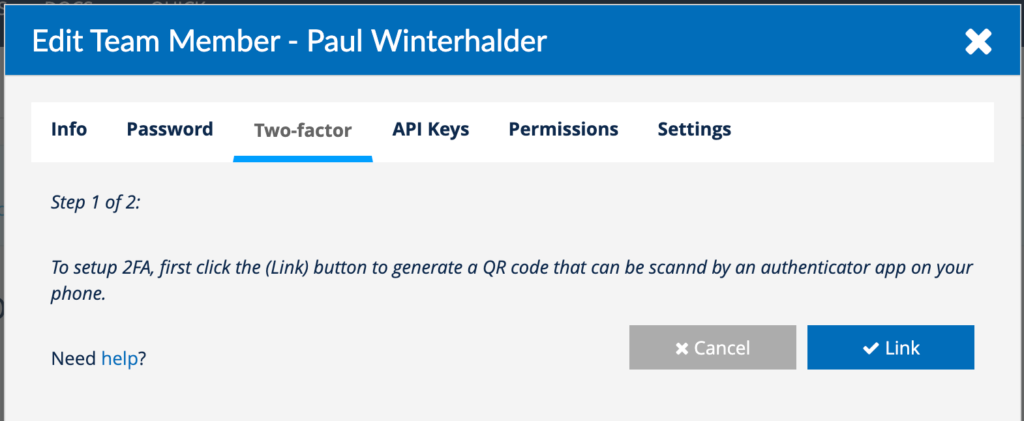 Edit Team Member - Paul Winterhalder
Info Password Two-factor API Keys Permissions Settings
Step 1 of 2:
To setup 2FA, first click the (Link) button to generate a QR code that can be scannd by an authenticator app on your
phone.
Need help?
Cancel Link